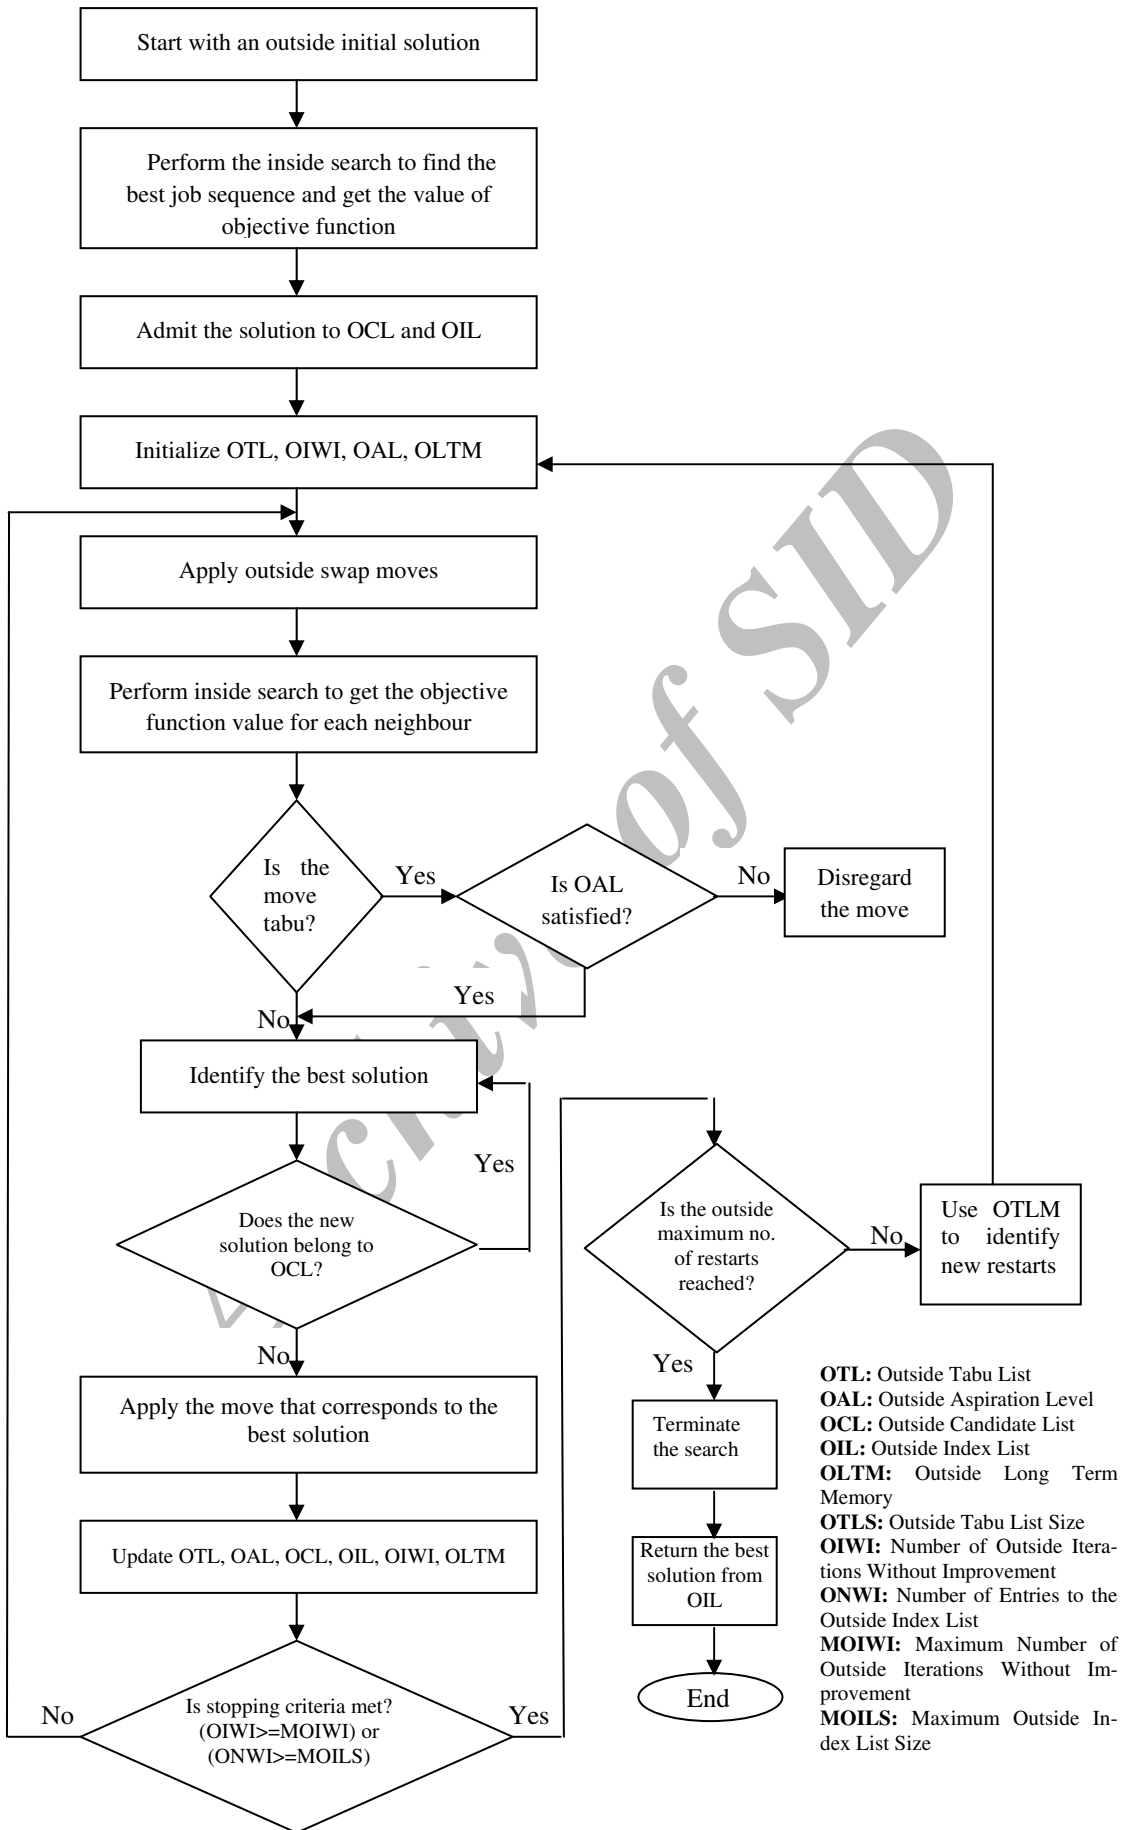 Start with an outside initial solution
Perform the inside search to find the
best job sequence and get the value of
objective function
Admit the solution to OCL and OIL
Initialize OTL, OIWI, OAL, OLTM
Apply outside swap moves
Perform inside search to get the objective
function value for each neighbour
Is the
move
tabu?
Yes
Is OAL
satisfied?
No
Disregard
the move
Yes
No
Identify the best solution
Yes
Does the new
solution belong to
OCL?
No
Apply the move that corresponds to the
best solution
Update OTL, OAL, OCL, OIL, OIWI, OLTM
Is stopping criteria met?
(OIWI>=MOIWI) or
(ONWI>=MOILS)
No
Yes
Is the outside
maximum no.
of restarts
reached?
No
Use OTLM
to identify
new restarts
Yes
Terminate
the search
Return the best
solution from
OIL
End
OTL: Outside Tabu List
OAL: Outside Aspiration Level
OCL: Outside Candidate List
OIL: Outside Index List
OLTM: Outside Long Term
Memory
OTLS: Outside Tabu List Size
OIWI: Number of Outside Itera-
tions Without Improvement
ONWI: Number of Entries to the
Outside Index List
MOIWI: Maximum Number of
Outside Iterations Without Im-
provement
MOILS: Maximum Outside In-
dex List Size
Archive of SID